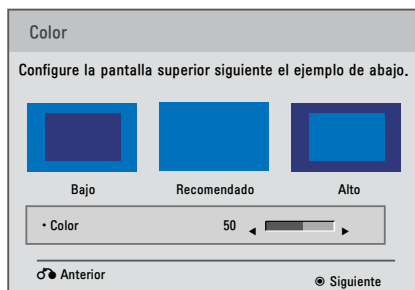 Color
Configure la pantalla superior siguiente el ejemplo de abajo.
Bajo Recomendado Alto
• Color 50
Anterior
Siguiente